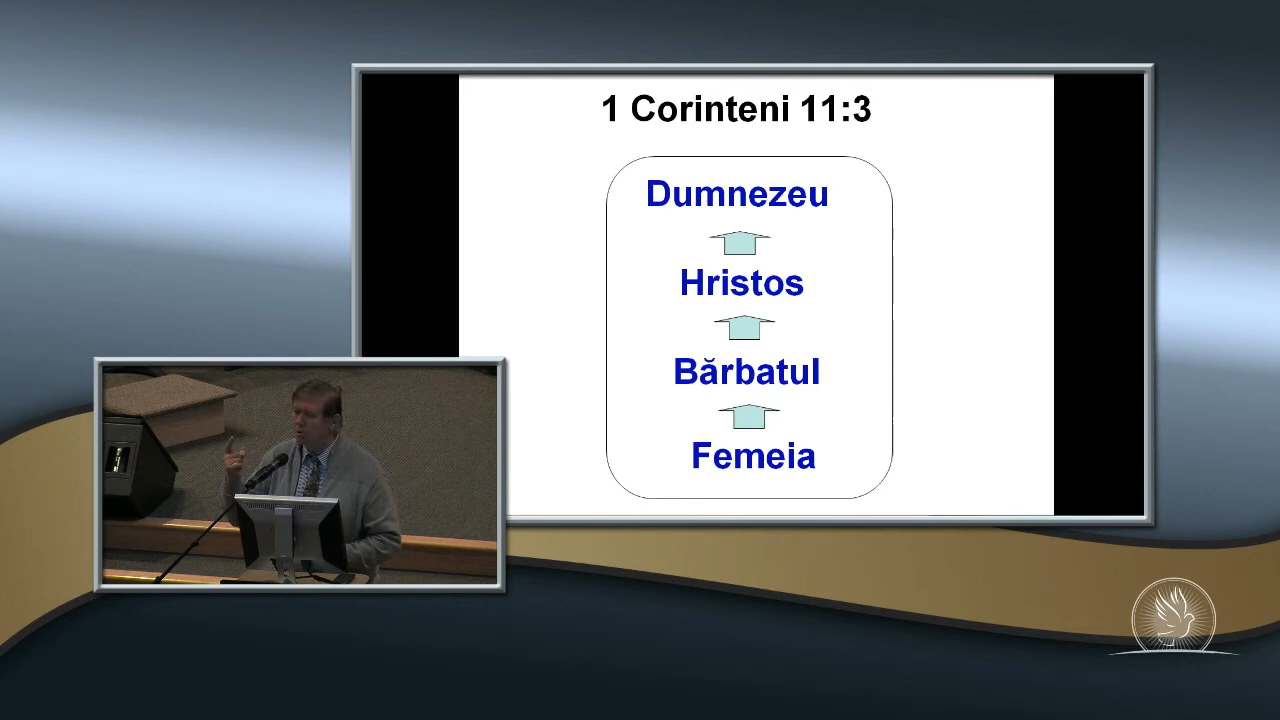 1 Corinteni 11:3
Dumnezeu
Hristos
Bărbatul
Femeia